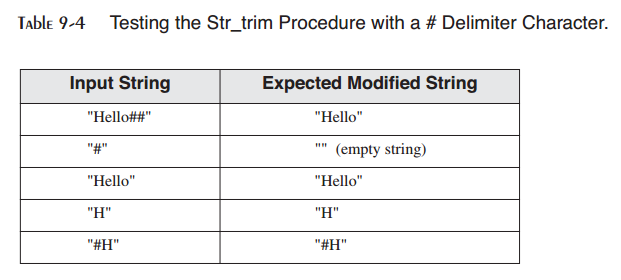 TABLE 9-4 Testing the Str_trim Procedure with a # Delimiter Character.
Input String Expected Modified String
"Hello##" "Hello"
"#" "" (empty string)
"Hello" "Hello"
"H" "H"
"#H" "#H"